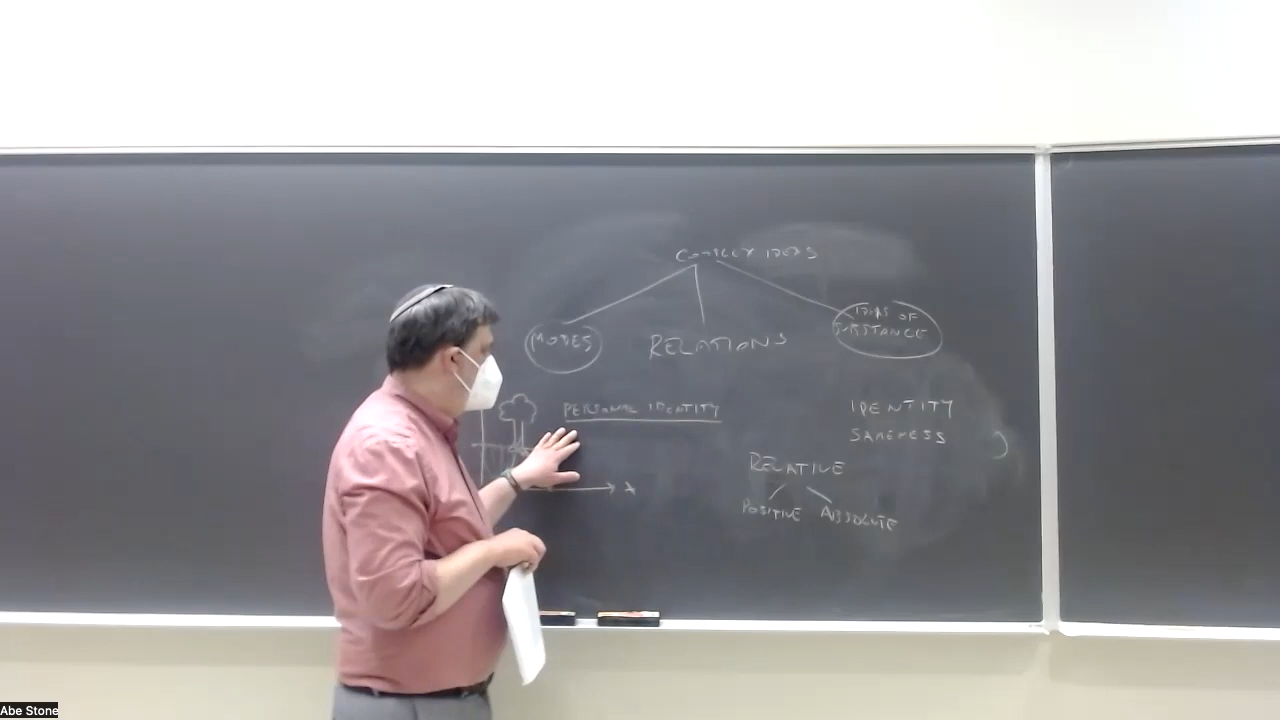 COMPLEX IDEAS
MODES
RELATIONS
IDEAS OF
SUBSTANCE
PERSONAL IDENTITY
IDENTITY
SAMENESS
RELATIVE
POSITIVE ABSOLUTE
x
Abe Stone